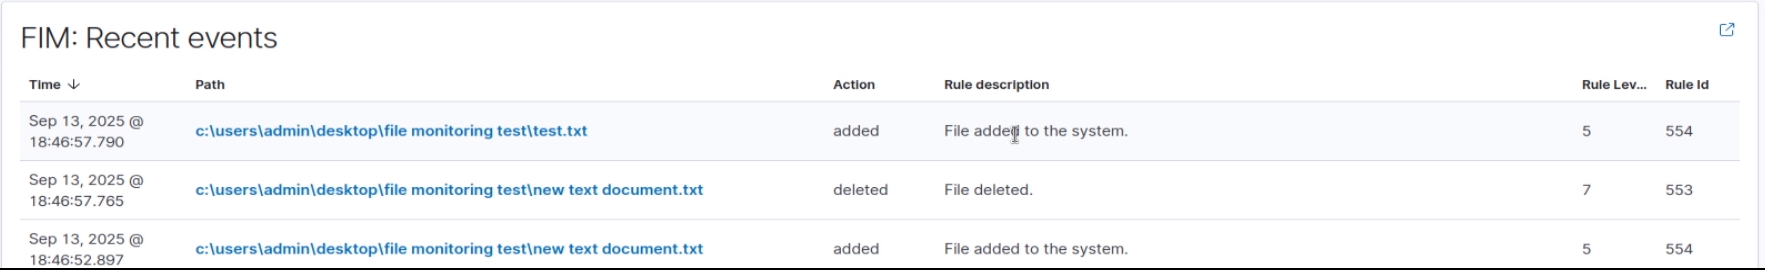 FIM: Recent events
Time Path Action Rule description Rule Lev... Rule Id
Sep 13, 2025 @ 18:46:57.790 c:\users\admin\desktop\file monitoring test\test.txt added File added to the system. 5 554
Sep 13, 2025 @ 18:46:57.765 c:\users\admin\desktop\file monitoring test\new text document.txt deleted File deleted. 7 553
Sep 13, 2025 @ 18:46:52.897 c:\users\admin\desktop\file monitoring test\new text document.txt added File added to the system. 5 554